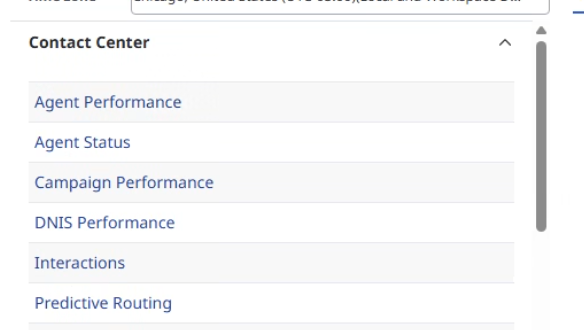 Contact Center
Agent Performance
Agent Status
Campaign Performance
DNIS Performance
Interactions
Predictive Routing